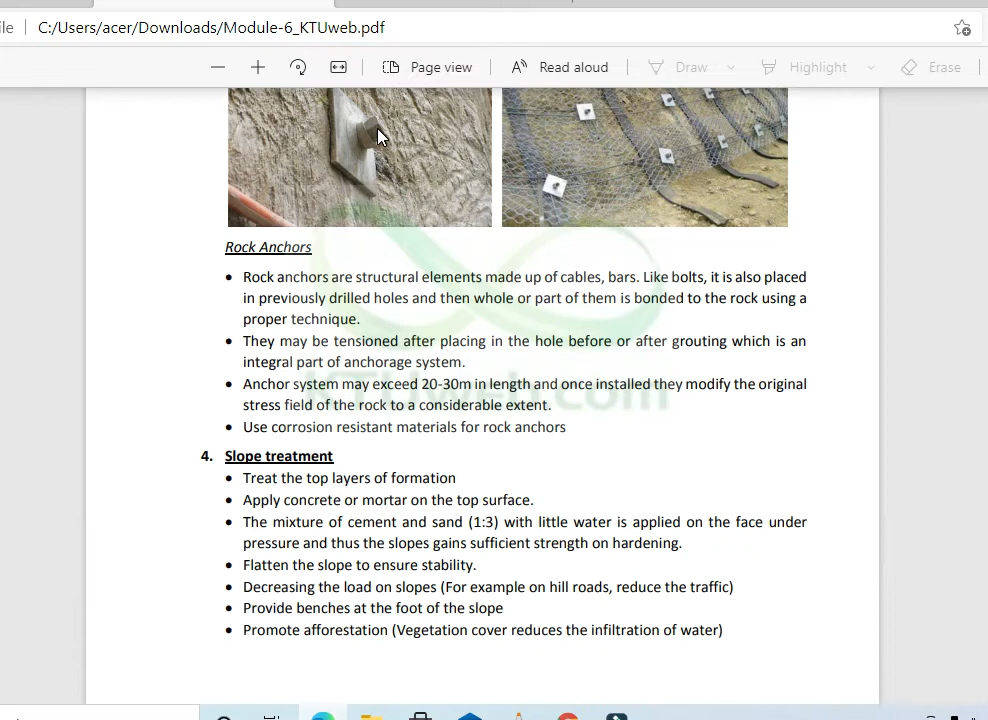 ile C:/Users/acer/Downloads/Module-6_KTUweb.pdf
Page view Read aloud Draw Highlight Erase
Rock Anchors
• Rock anchors are structural elements made up of cables, bars. Like bolts, it is also placed
in previously drilled holes and then whole or part of them is bonded to the rock using a
proper technique.
• They may be tensioned after placing in the hole before or after grouting which is an
integral part of anchorage system.
• Anchor system may exceed 20-30m in length and once installed they modify the original
stress field of the rock to a considerable extent.
KTUweb.com
• Use corrosion resistant materials for rock anchors
4. Slope treatment
• Treat the top layers of formation
• Apply concrete or mortar on the top surface.
• The mixture of cement and sand (1:3) with little water is applied on the face under
pressure and thus the slopes gains sufficient strength on hardening.
• Flatten the slope to ensure stability.
• Decreasing the load on slopes (For example on hill roads, reduce the traffic)
• Provide benches at the foot of the slope
• Promote afforestation (Vegetation cover reduces the infiltration of water)